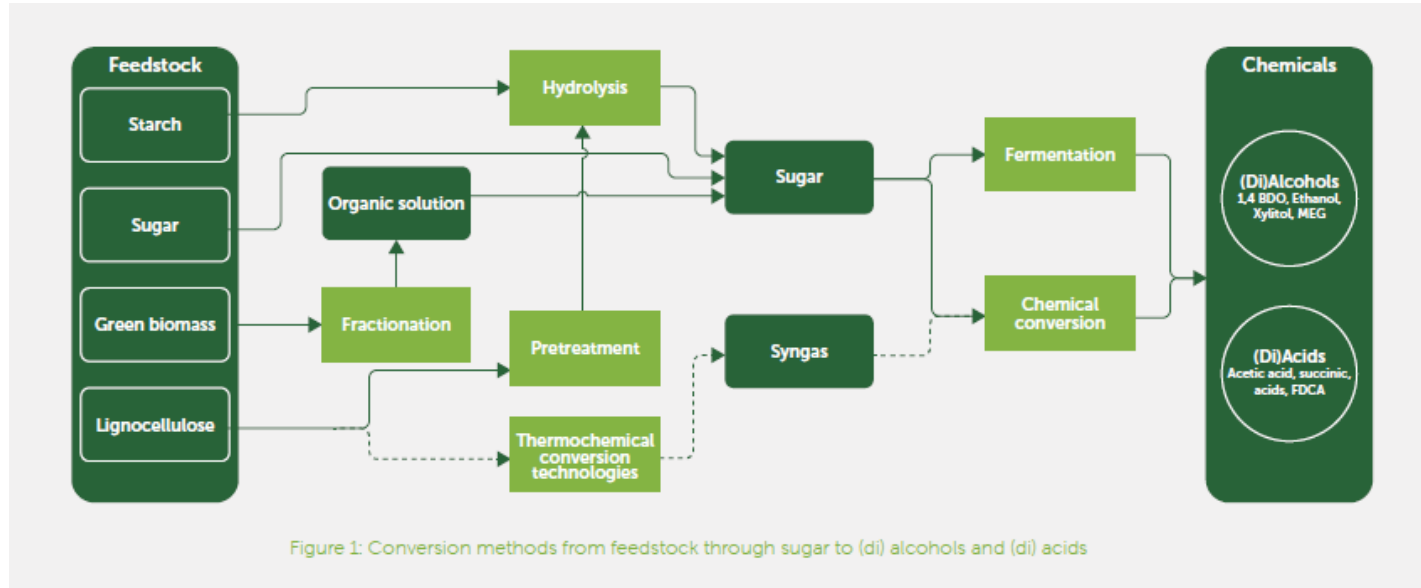 Feedstock
Starch
Sugar
Green biomass
Lignocellulose
Hydrolysis
Organic solution
Fractionation
Pretreatment
Thermochemical
conversion
technologies
Sugar
Syngas
Fermentation
Chemical
conversion
Chemicals
(Di)Alcohols
1,4 BDO, Ethanol,
Xylitol, MEG
(Di)Acids
Acetic acid, succinic,
acids, FDCA
Figure 1: Conversion methods from feedstock through sugar to (di) alcohols and (di) acids